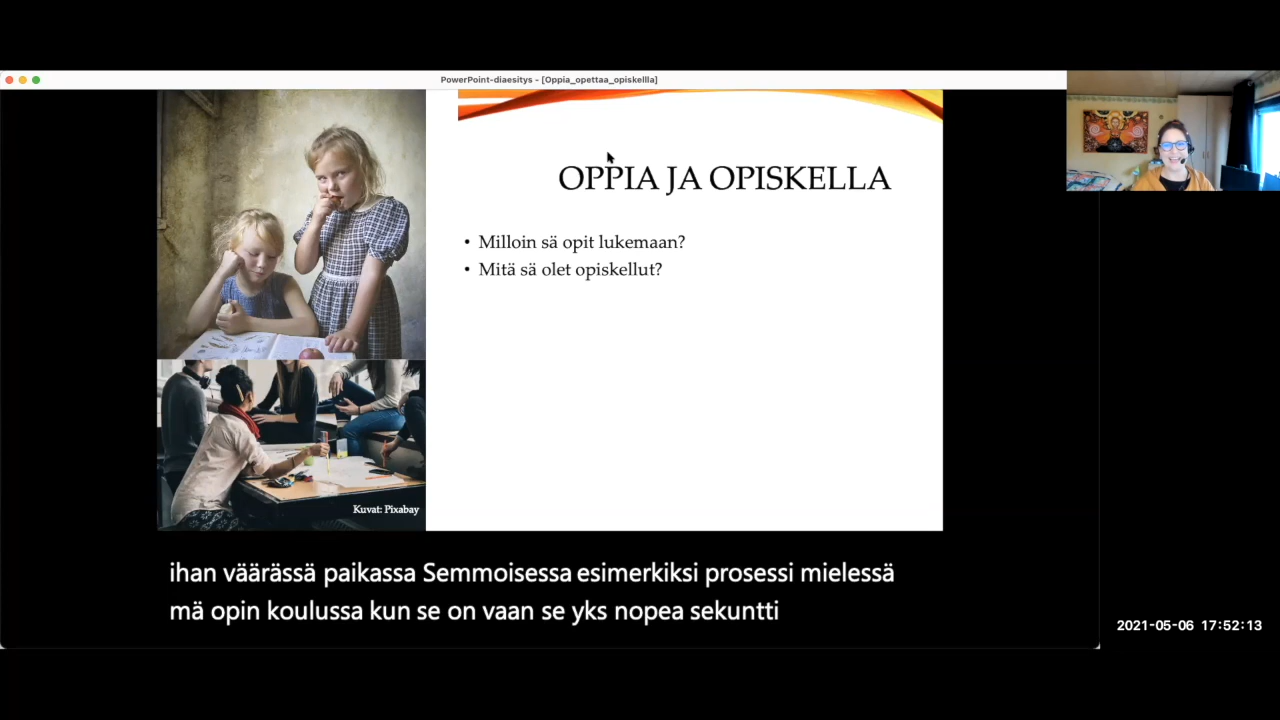 PowerPoint-diaesitys - [Oppia_opettaa_opiskellla]
OPPIA JA OPISKELLA
• Milloin sä opit lukemaan?
• Mitä sä olet opiskellut?
Kuvat: Pixabay
ihan väärässä paikassa Semmoisessa esimerkiksi prosessi mielessä
mä opin koulussa kun se on vaan se yks nopea sekuntti
2021-05-06 17:52:13